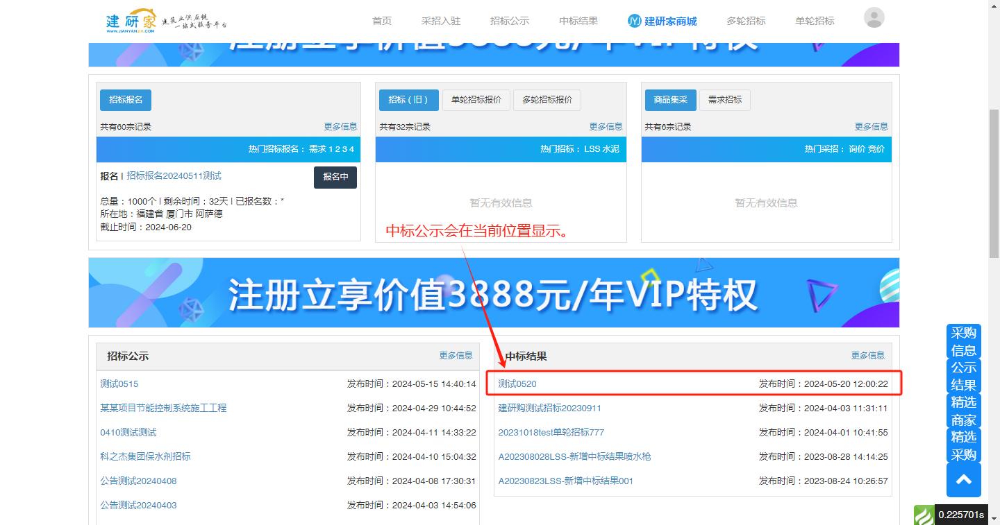 建研家
建筑业供应链
一站式服务平台
WWW.JIANYANJIA.COM
首页
采招入驻
招标公示
中标结果
JYJ 建研家商城
多轮招标
单轮招标
注册立享价值3888元/年VIP特权
招标报名
共有60宗记录
更多信息
热门招标报名： 需求 1 2 3 4
报名 | 招标报名20240511测试
报名中
总量：1000个 | 剩余时间：32天 | 已报名数：*
所在地：福建省 厦门市 阿萨德
截止时间：2024-06-20
招标（旧）
单轮招标报价
多轮招标报价
共有32宗记录
更多信息
热门招标： LSS 水泥
暂无有效信息
商品集采
需求招标
共有6宗记录
更多信息
热门采招： 询价 竞价
暂无有效信息
中标公示会在当前位置显示。
注册立享价值3888元/年VIP特权
招标公示
更多信息
测试0515 发布时间：2024-05-15 14:40:14
某某项目节能控制系统施工工程 发布时间：2024-04-29 10:44:52
0410测试测试 发布时间：2024-04-11 14:33:22
科之杰集团保水剂招标 发布时间：2024-04-10 15:04:32
公告测试20240408 发布时间：2024-04-08 17:30:31
公告测试20240403 发布时间：2024-04-03 14:54:06
中标结果
更多信息
测试0520 发布时间：2024-05-20 12:00:22
建研购测试招标20230911 发布时间：2024-04-03 11:31:11
20231018test单轮招标777 发布时间：2024-04-01 10:41:55
A202308028LSS-新增中标结果喷水枪 发布时间：2023-08-28 14:14:25
A20230823LSS-新增中标结果001 发布时间：2023-08-24 10:26:57
采购
信息
公示
结果
精选
商家
精选
采购
0.225701s